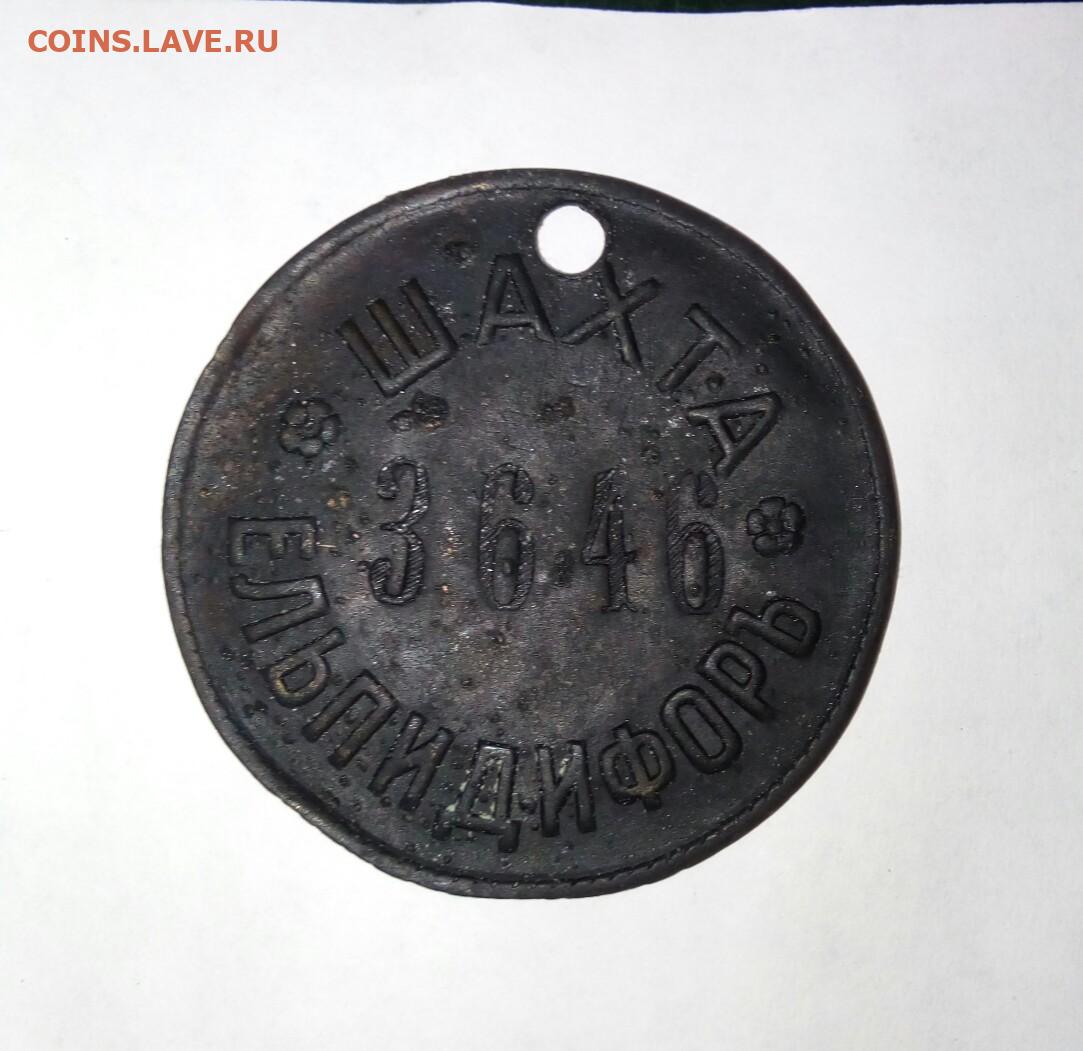 COINS.LAVE.RU
ШАХТА
3646
ЕЛЬПИДИФОРЪ